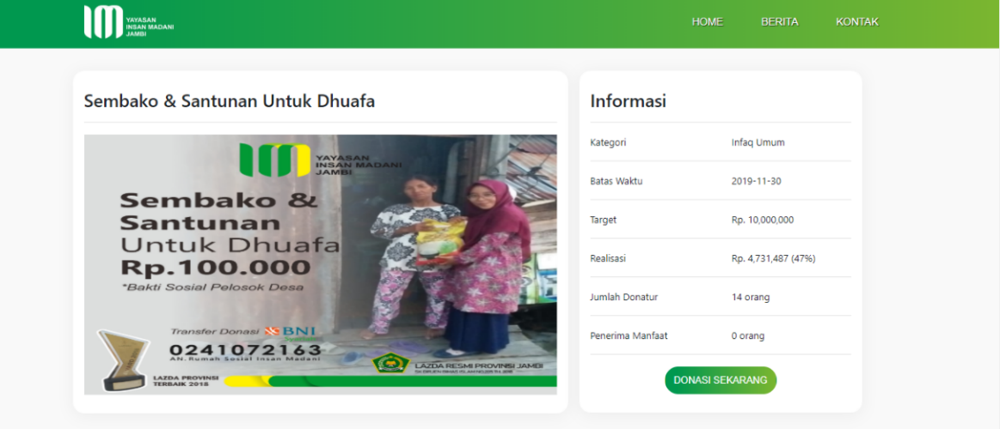 YAYASAN
INSAN MADANI
JAMBI
HOME
BERITA
KONTAK
Sembako & Santunan Untuk Dhuafa
YAYASAN
INSAN MADANI
JAMBI
Sembako &
Santunan
Untuk Dhuafa
Rp.100.000
*Bakti Sosial Pelosok Desa
Transfer Donasi BNI
0241072163
AN. Rumah Sosial Insan Madani
LAZDA PROVINSI
TERBAIK 2018
LAZDA RESMI PROVINSI JAMBI
Informasi
Kategori Infaq Umum
Batas Waktu 2019-11-30
Target Rp. 10,000,000
Realisasi Rp. 4,731,487 (47%)
Jumlah Donatur 14 orang
Penerima Manfaat 0 orang
DONASI SEKARANG